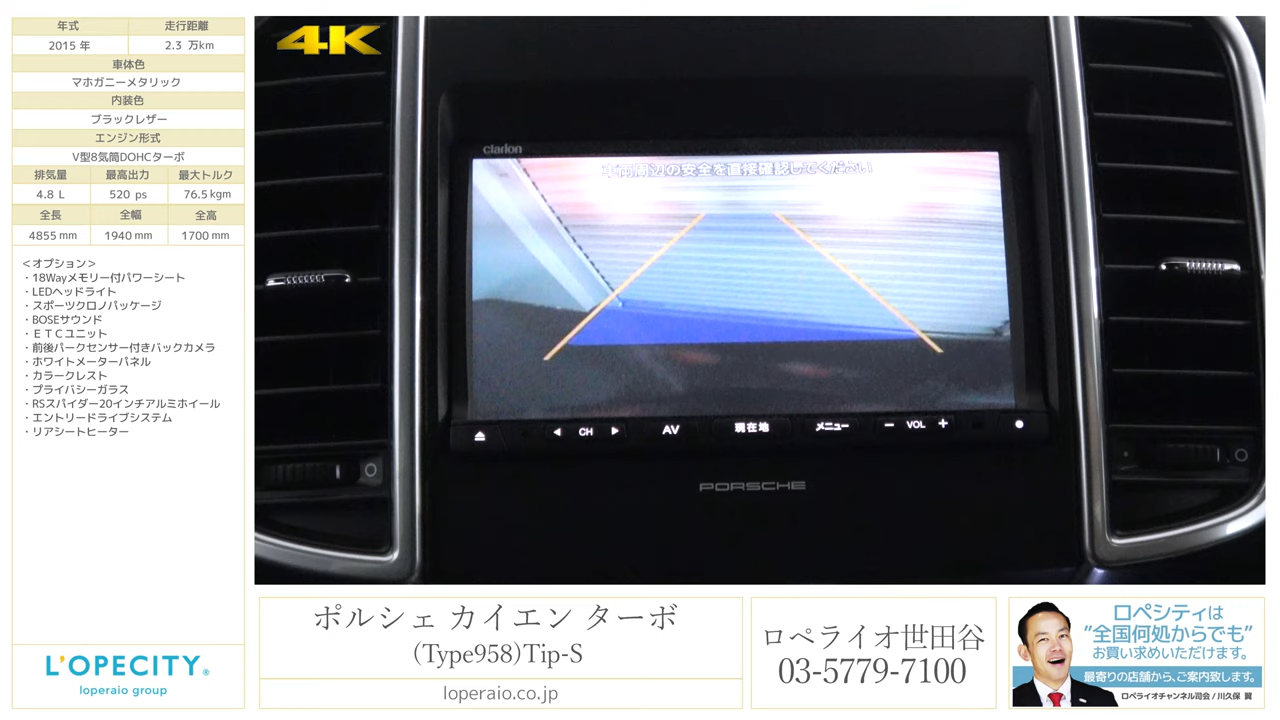 年式 走行距離
2015 年 2.3 万km
車体色
マホガニーメタリック
内装色
ブラックレザー
エンジン形式
V型8気筒DOHCターボ
排気量 最高出力 最大トルク
4.8 L 520 ps 76.5 kgm
全長 全幅 全高
4855 mm 1940 mm 1700 mm
＜オプション＞
・18Wayメモリー付パワーシート
・LEDヘッドライト
・スポーツクロノパッケージ
・BOSEサウンド
・ＥＴＣユニット
・前後パークセンサー付きバックカメラ
・ホワイトメーターパネル
・カラークレスト
・プライバシーガラス
・RSスパイダー20インチアルミホイール
・エントリードライブシステム
・リアシートヒーター
L'OPECITY®
loperaio group
4K
clarion
車両周辺の安全を直接確認してください
CH AV 現在地 メニュー − VOL +
PORSCHE
ポルシェ カイエン ターボ
(Type958)Tip-S
loperaio.co.jp
ロペライオ世田谷
03-5779-7100
ロペシティは
"全国何処からでも"
お買い求めいただけます。
最寄りの店舗から、ご案内致します。
ロペライオチャンネル司会 / 川久保 翼